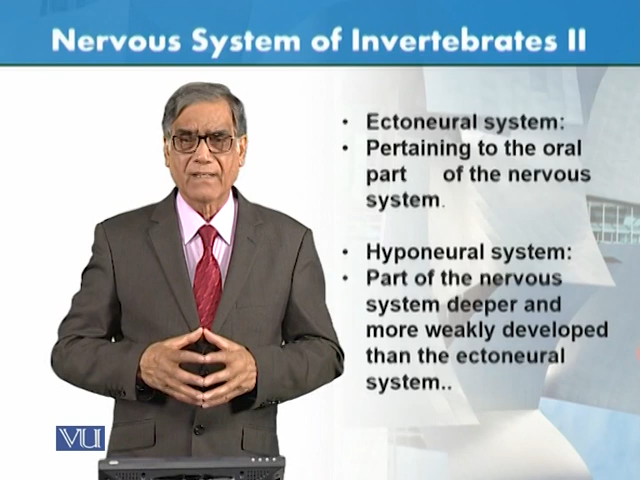 Nervous System of Invertebrates II
• Ectoneural system:
• Pertaining to the oral
part of the nervous
system.
• Hyponeural system:
• Part of the nervous
system deeper and
more weakly developed
than the ectoneural
system..
VU